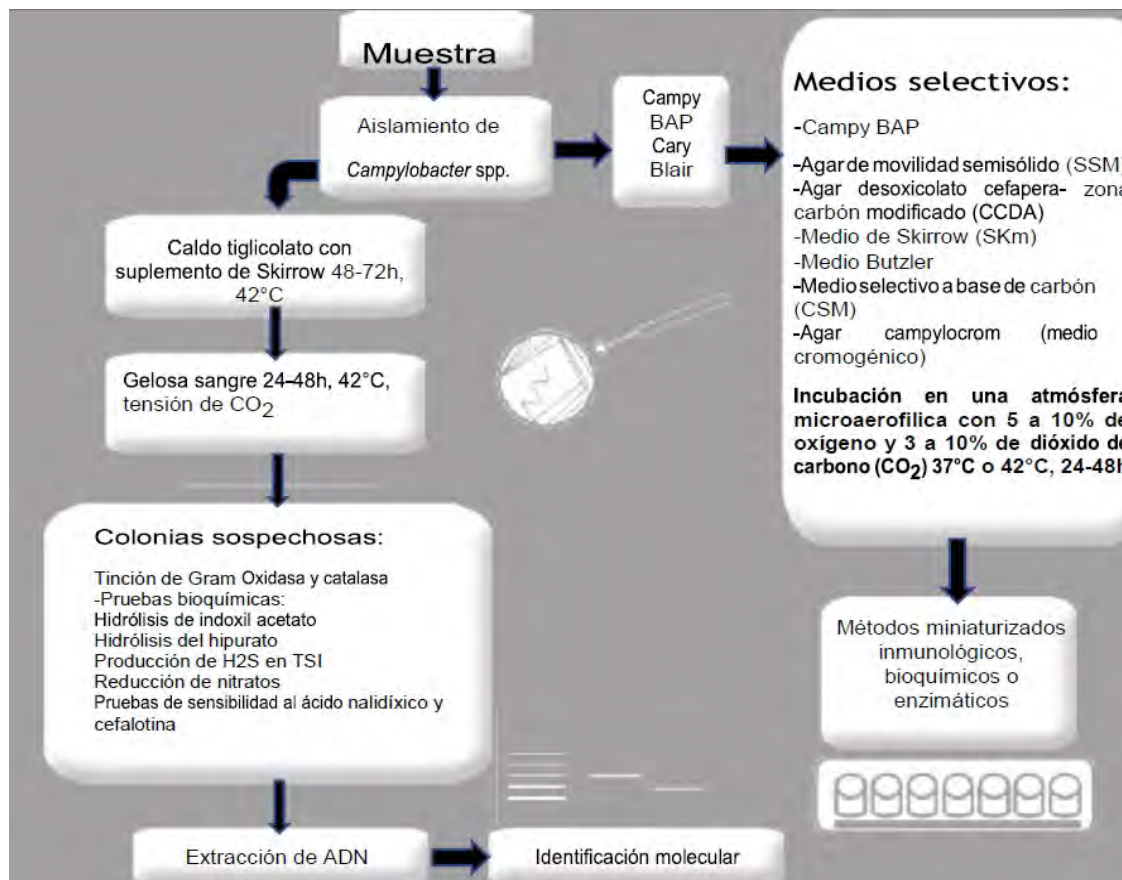 Muestra
Aislamiento de
Campylobacter spp.
Campy
BAP
Cary
Blair
Medios selectivos:
-Campy BAP
-Agar de movilidad semisólido (SSM)
-Agar desoxicolato cefapera- zona
carbón modificado (CCDA)
-Medio de Skirrow (SKm)
-Medio Butzler
-Medio selectivo a base de carbón
(CSM)
-Agar campylocrom (medio
cromogénico)
Incubación en una atmósfera
microaerofilica con 5 a 10% de
oxígeno y 3 a 10% de dióxido de
carbono (CO2) 37°C o 42°C, 24-48h
Métodos miniaturizados
inmunológicos,
bioquímicos o
enzimáticos
Caldo tiglicolato con
suplemento de Skirrow 48-72h,
42°C
Gelosa sangre 24-48h, 42°C,
tensión de CO2
Colonias sospechosas:
Tinción de Gram Oxidasa y catalasa
-Pruebas bioquímicas:
Hidrólisis de indoxil acetato
Hidrólisis del hipurato
Producción de H2S en TSI
Reducción de nitratos
Pruebas de sensibilidad al ácido nalidíxico y
cefalotina
Extracción de ADN
Identificación molecular